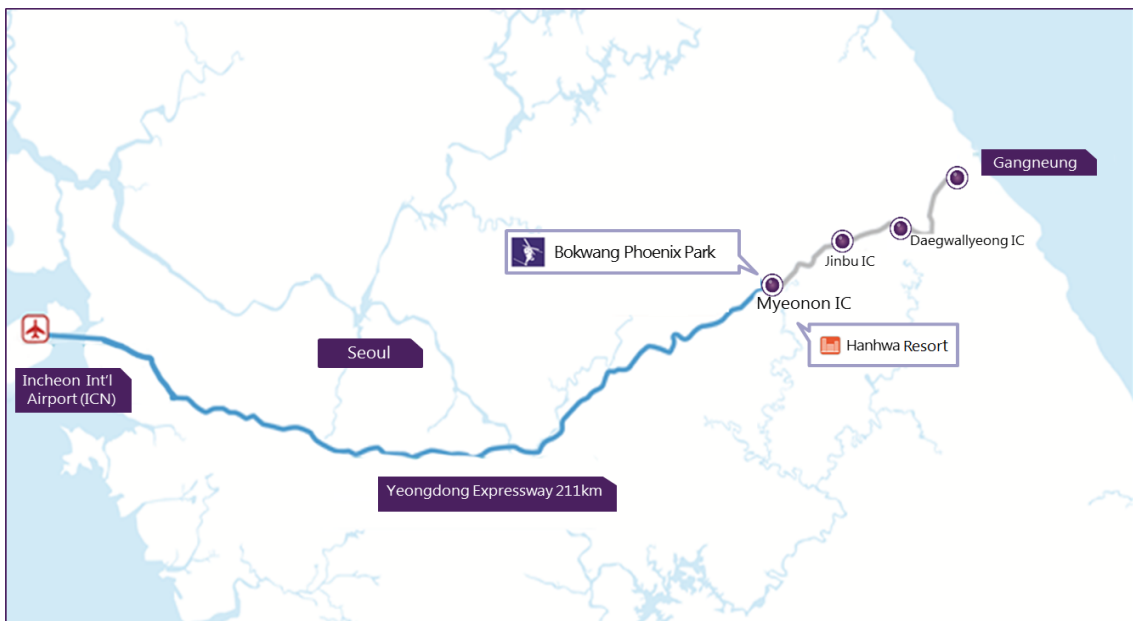 Gangneung
Daegwallyeong IC
Bokwang Phoenix Park
Jinbu IC
Myeonon IC
Seoul
Hanhwa Resort
Incheon Int'l
Airport (ICN)
Yeongdong Expressway 211km